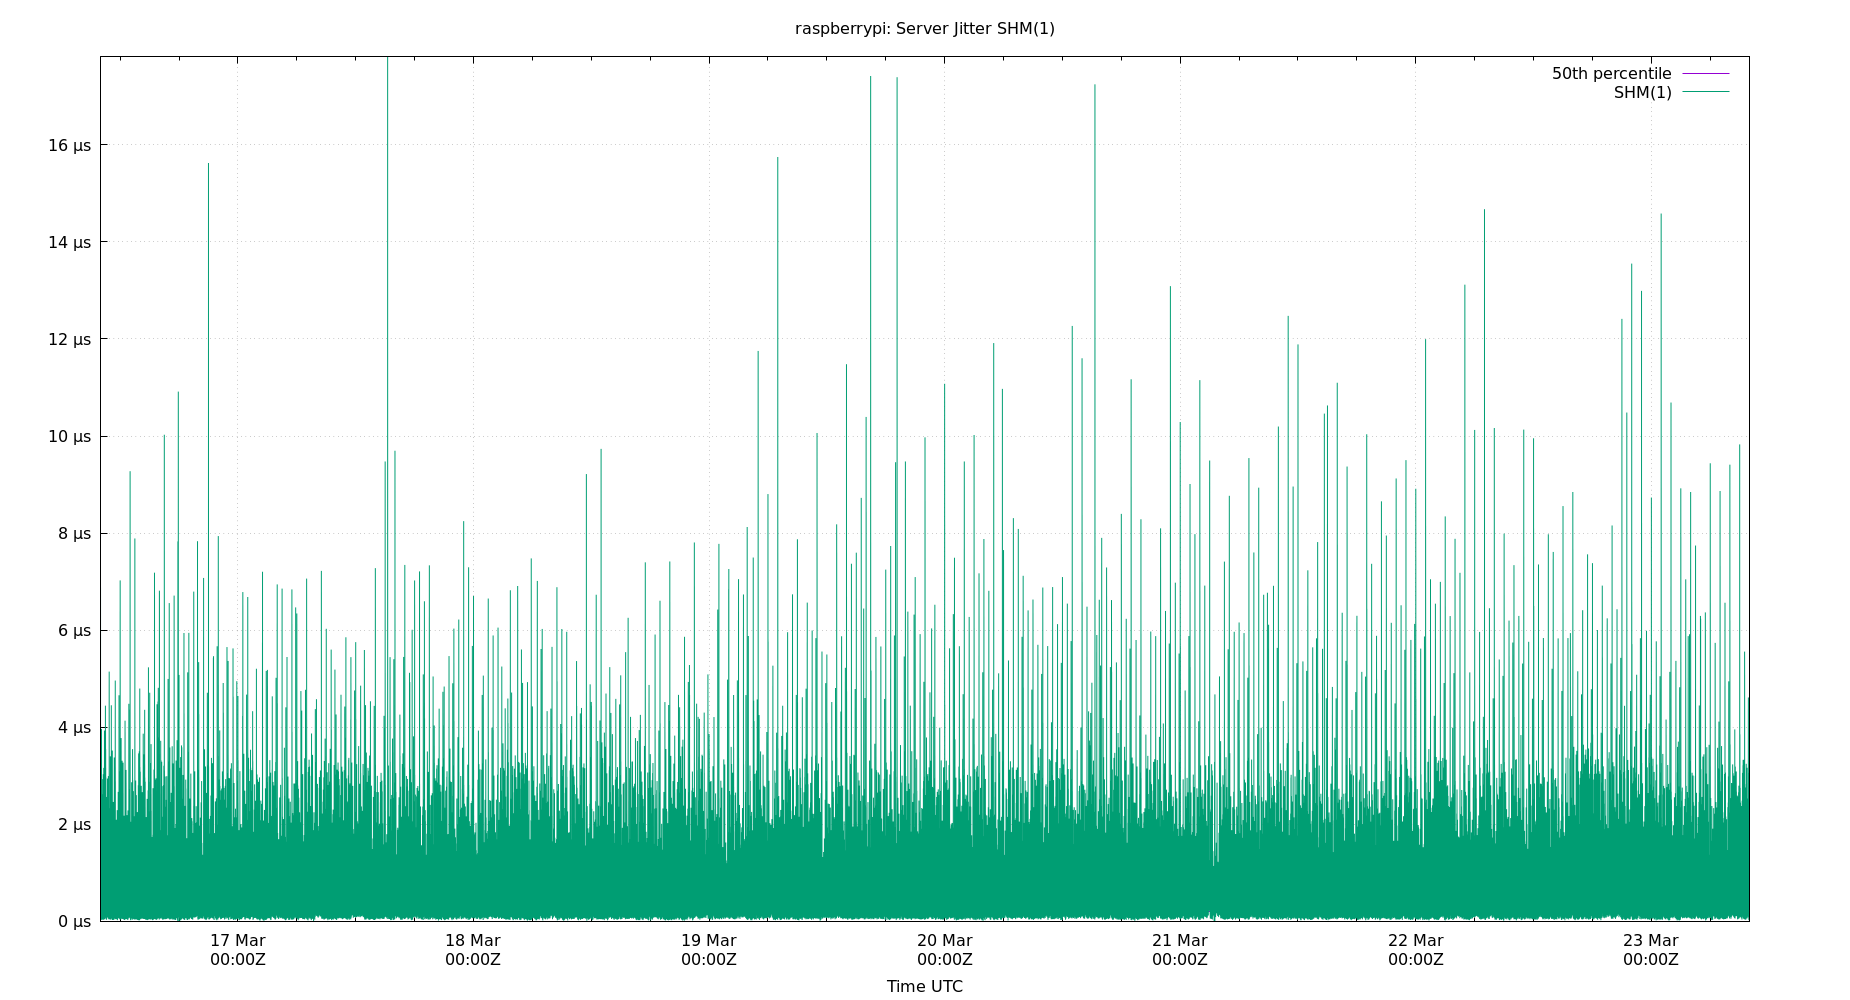 raspberrypi: Server Jitter SHM(1)
50th percentile
SHM(1)
16 µs
14 µs
12 µs
10 µs
8 µs
6 µs
4 µs
2 µs
0 µs
17 Mar 18 Mar 19 Mar 20 Mar 21 Mar 22 Mar 23 Mar
00:00Z 00:00Z 00:00Z 00:00Z 00:00Z 00:00Z 00:00Z
Time UTC